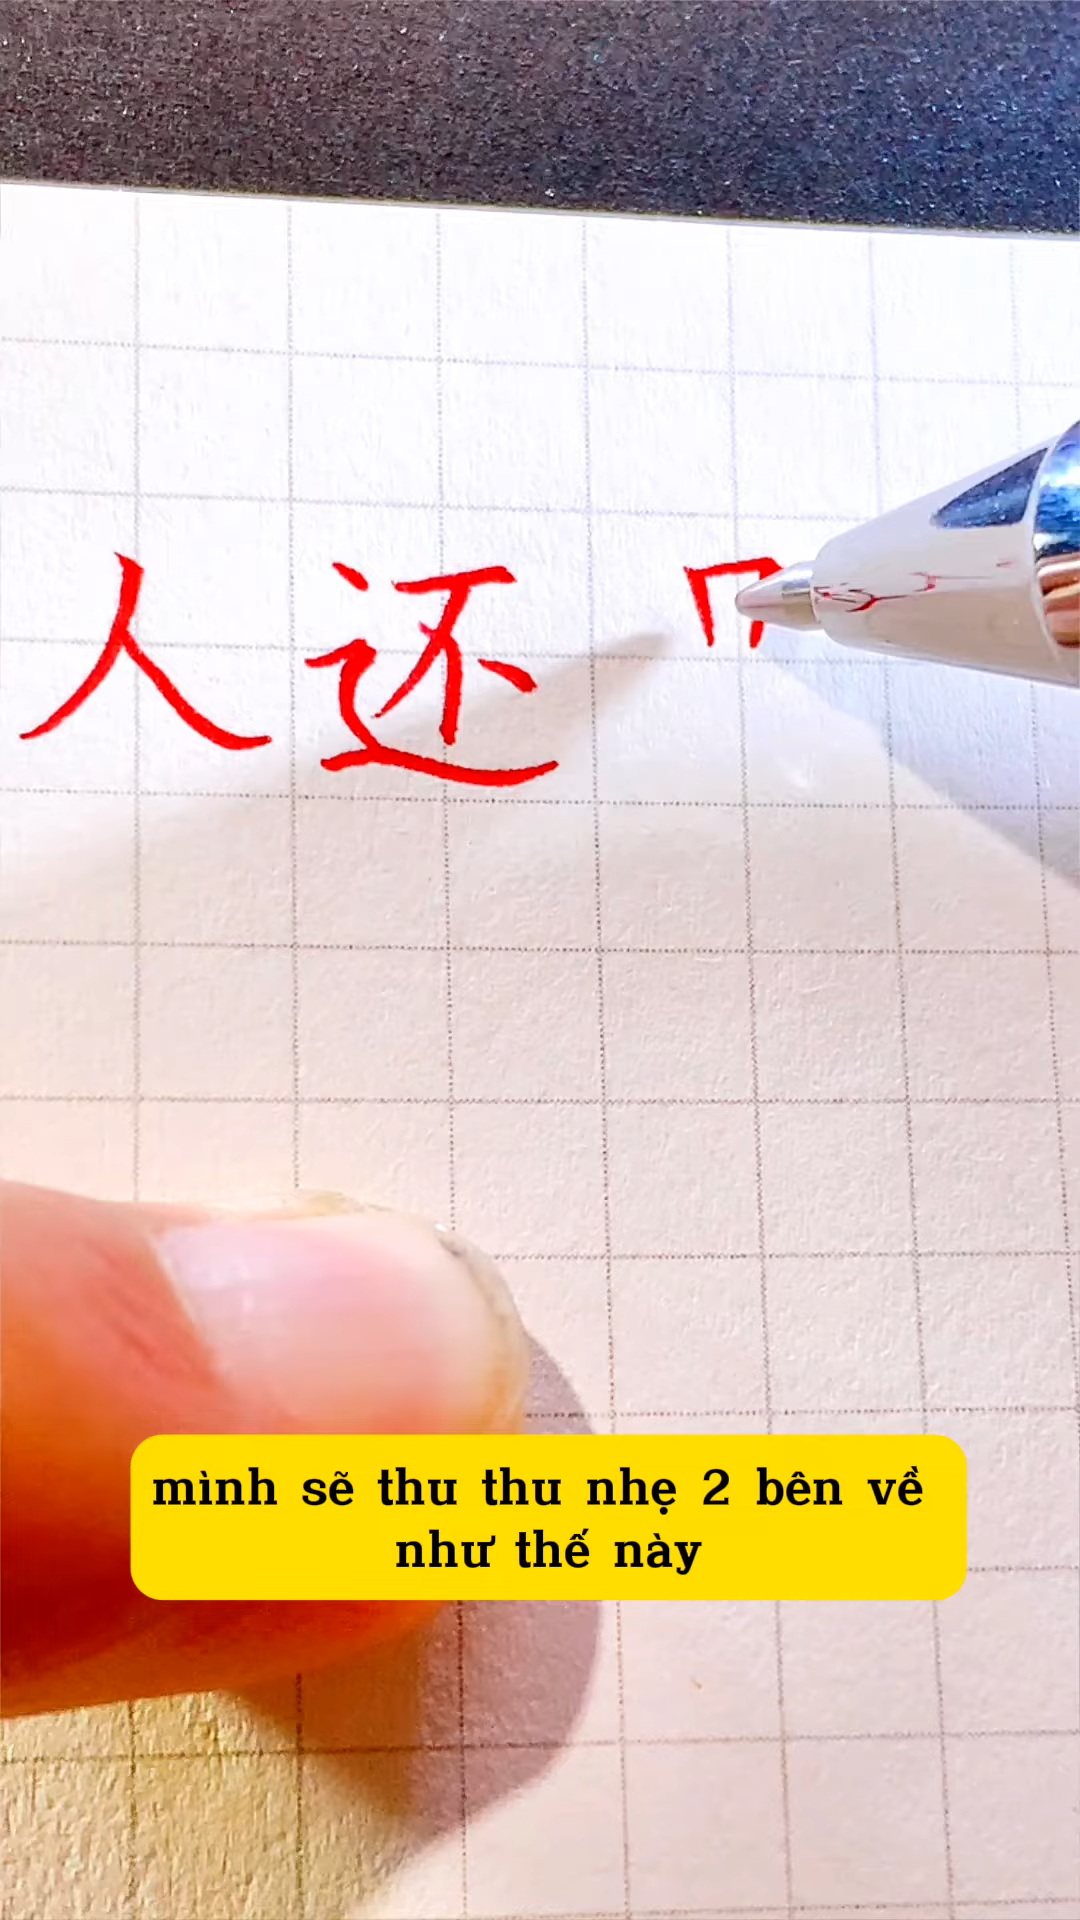 人还
mình sẽ thu thu nhẹ 2 bên về
như thế này